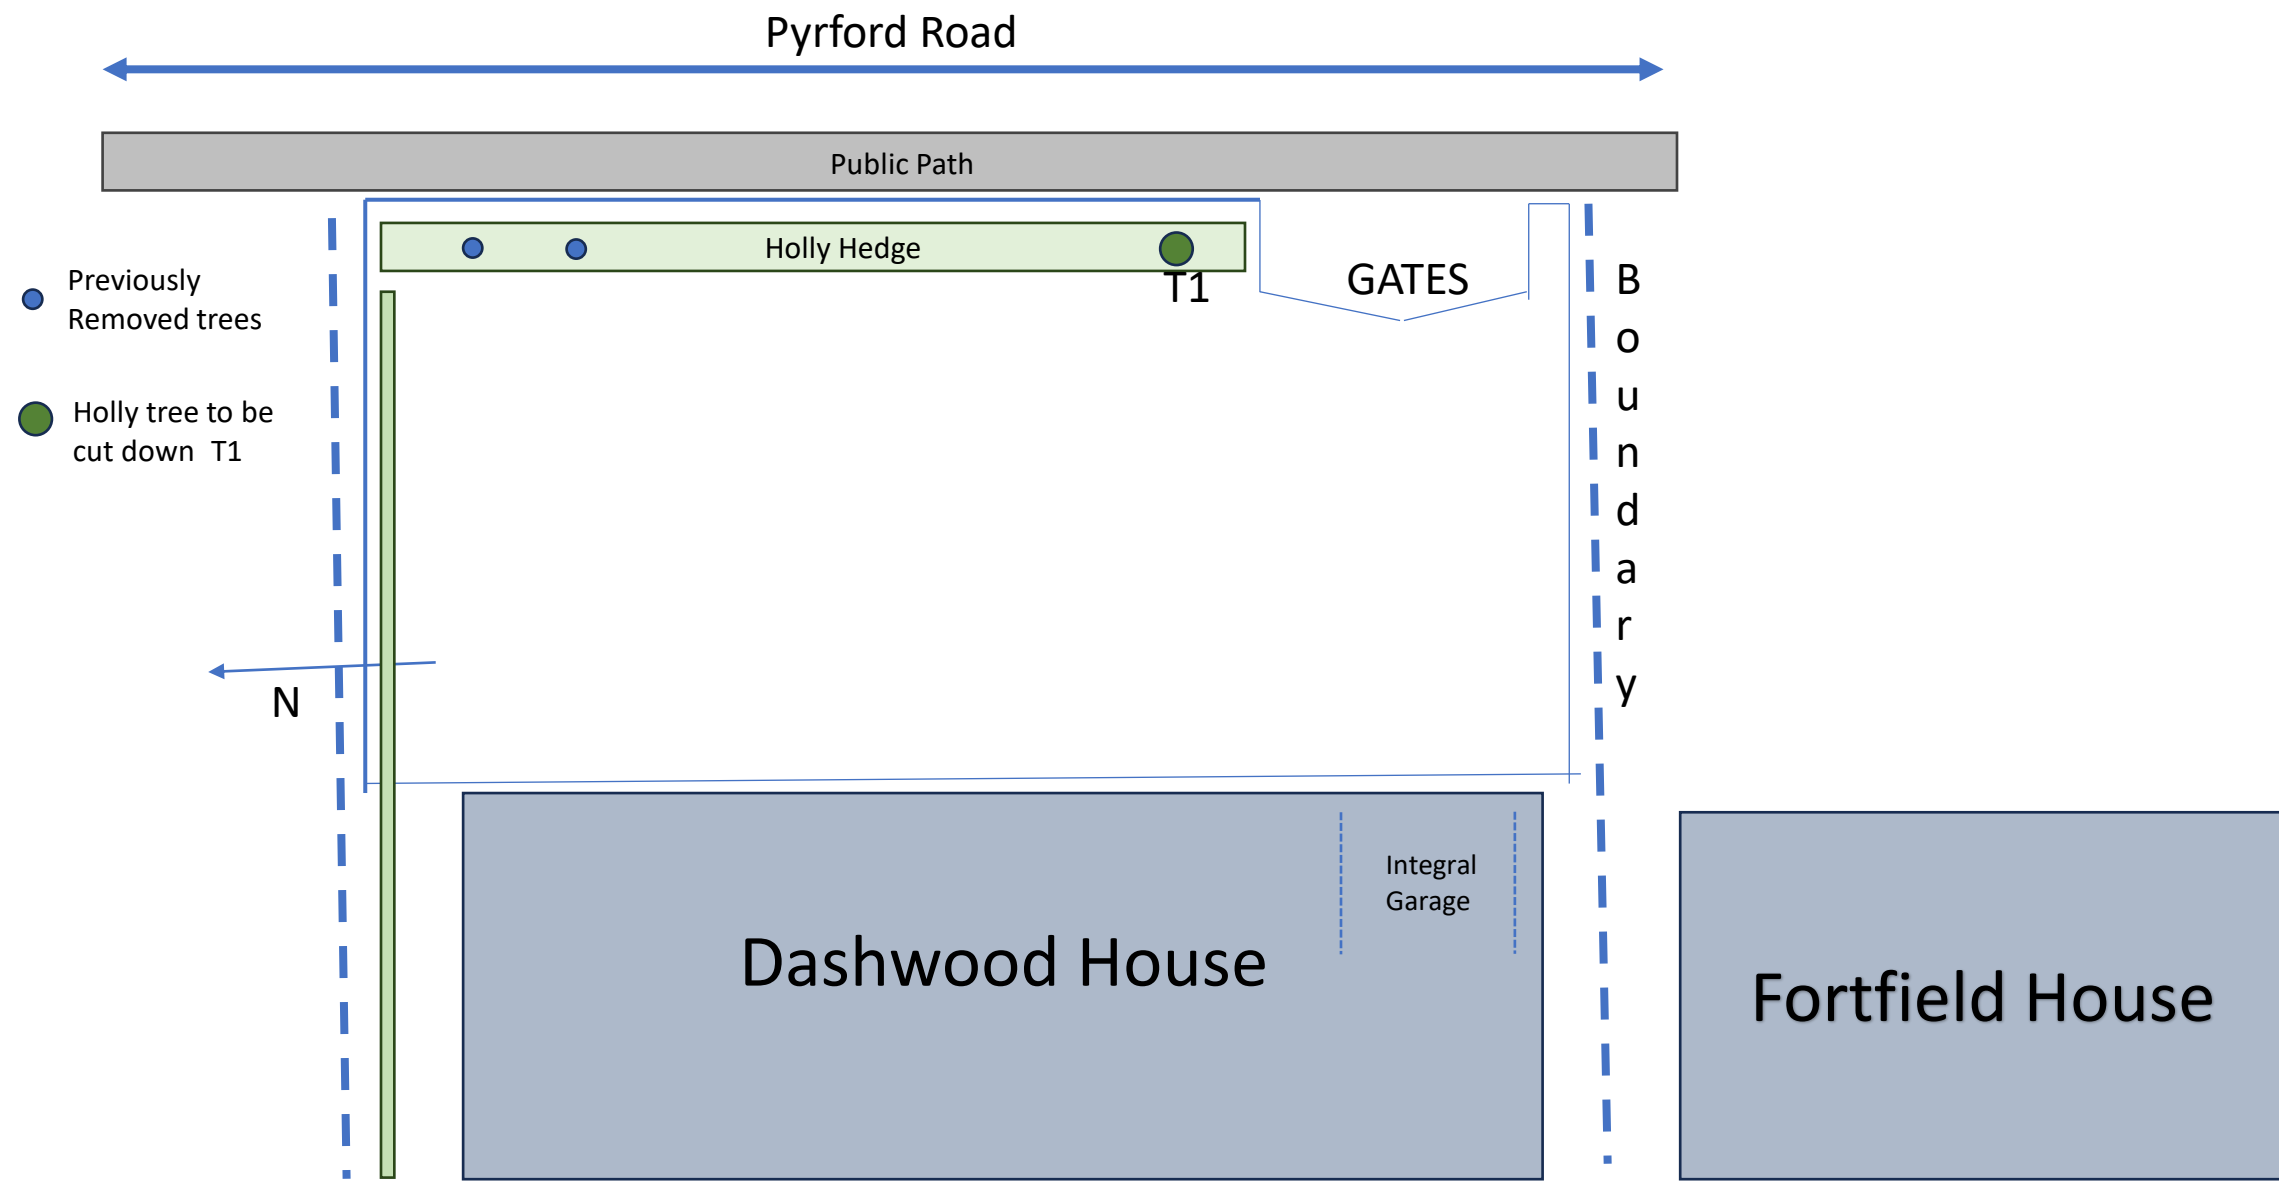 Pyrford Road
Public Path
Holly Hedge
T1
GATES
Previously
Removed trees
Holly tree to be
cut down  T1
B
o
u
n
d
a
r
y
N
Integral
Garage
Dashwood House
Fortfield House